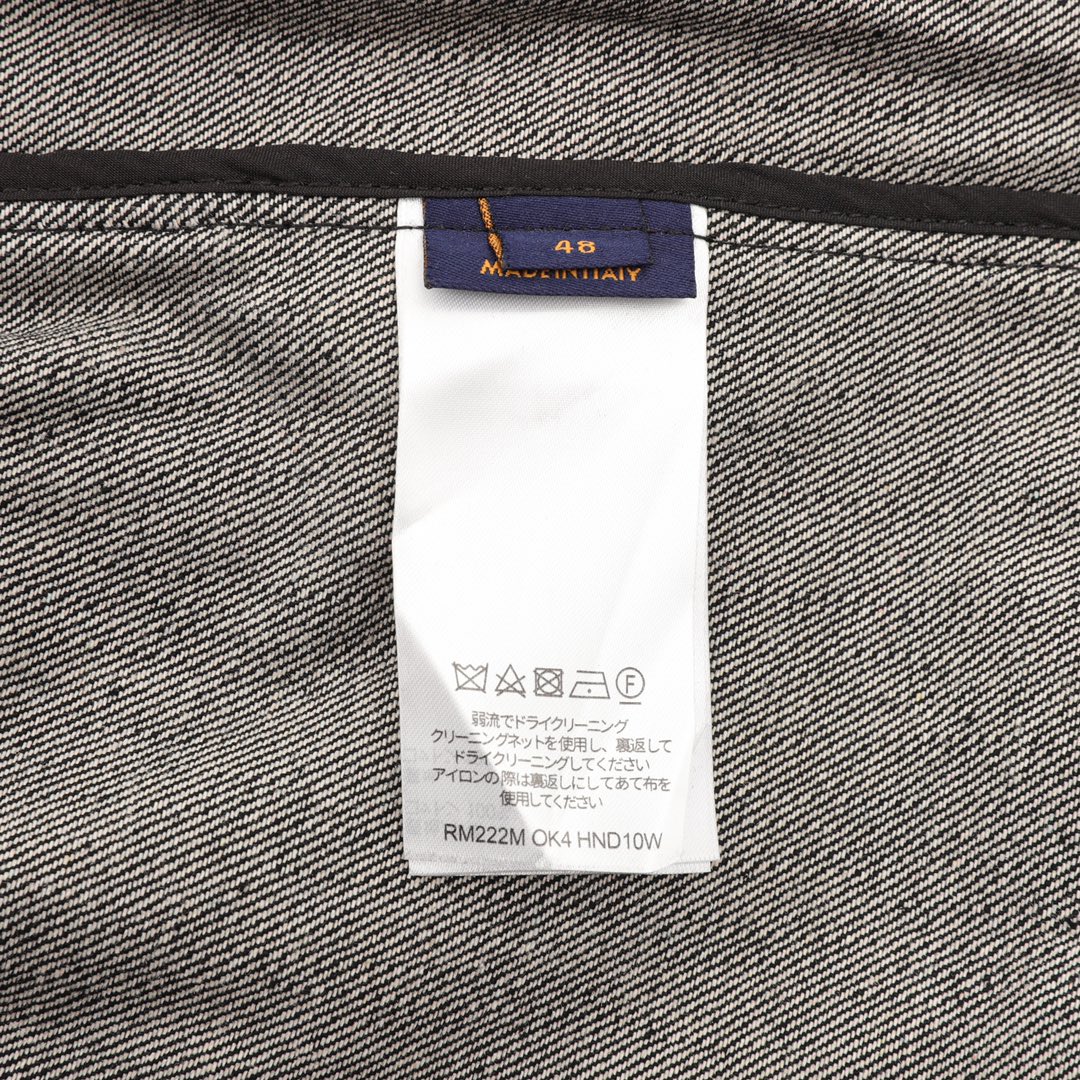 48
MADE IN ITALY
F
弱流でドライクリーニング
クリーニングネットを使用し、裏返して
ドライクリーニングしてください
アイロンの際は裏返しにしてあて布を
使用してください
RM222M OK4 HND10W